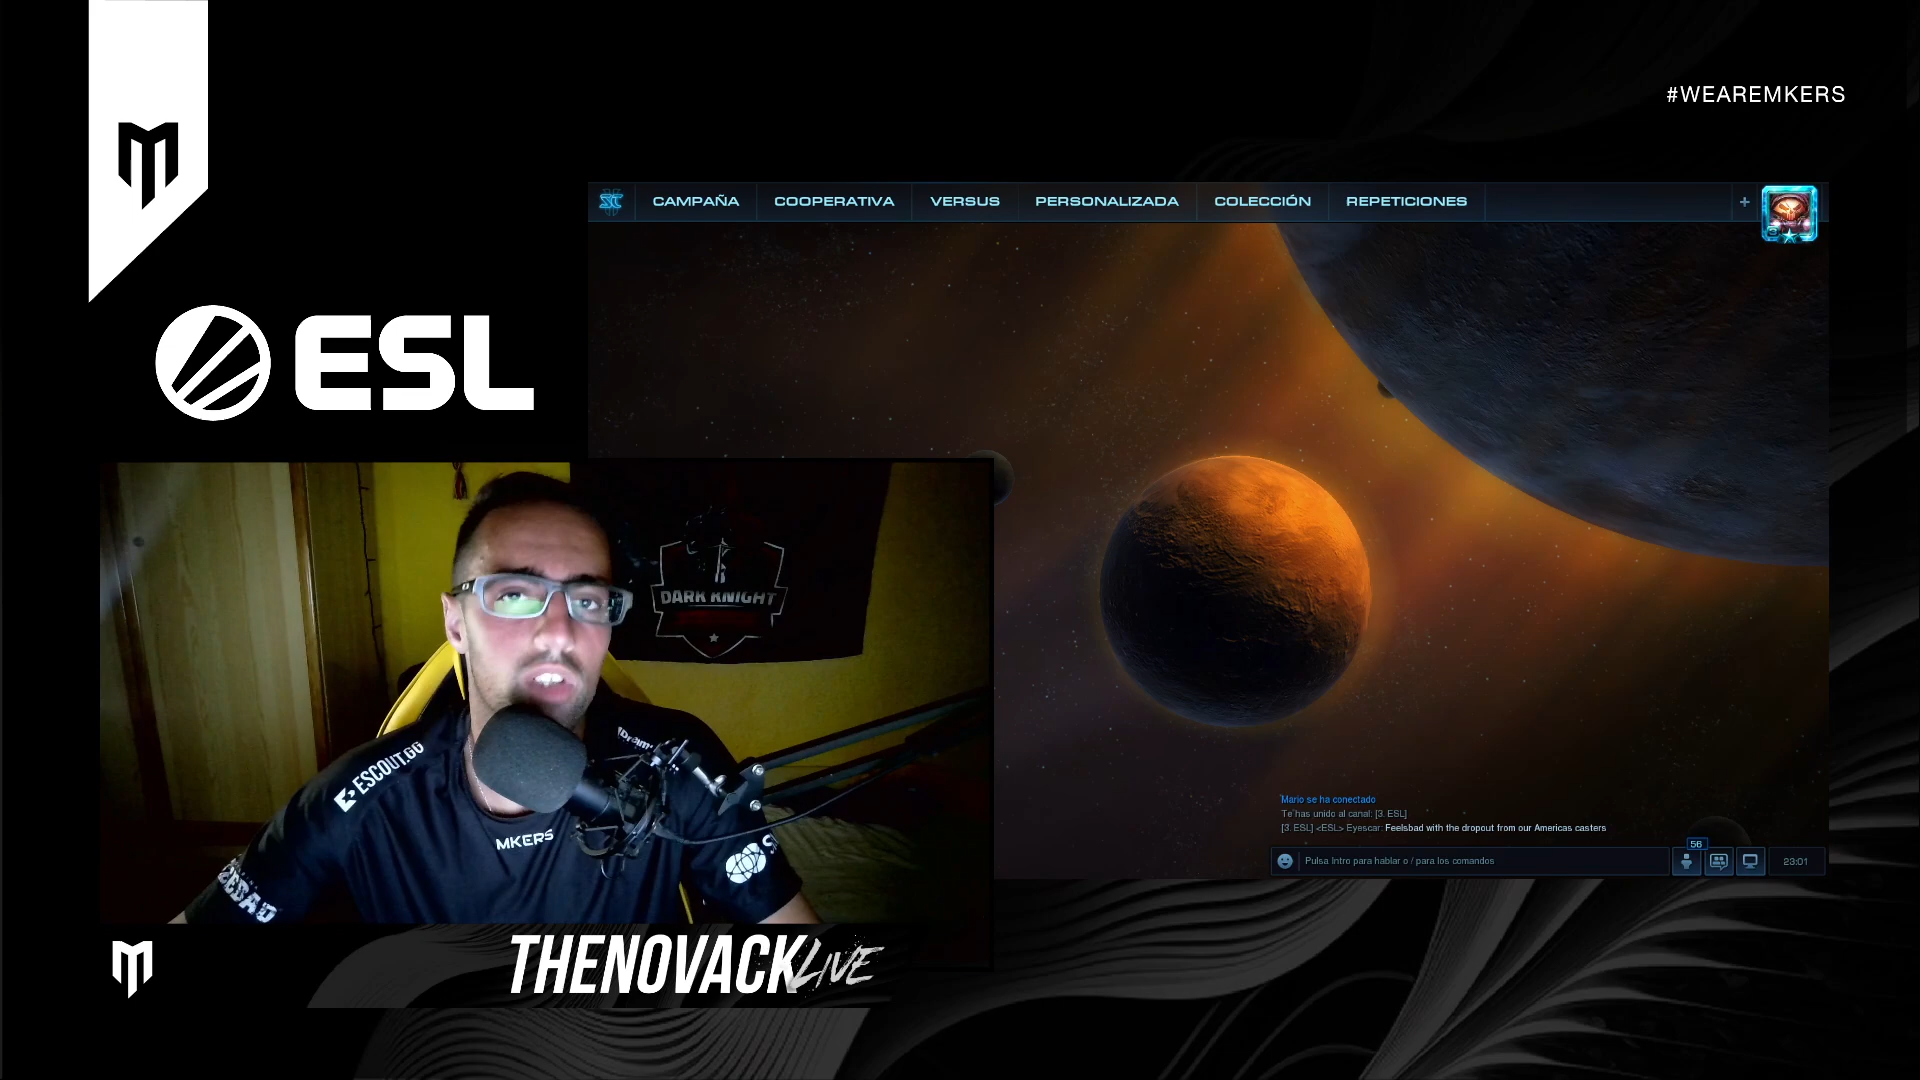 #WEAREMKERS
CAMPAÑA COOPERATIVA VERSUS PERSONALIZADA COLECCIÓN REPETICIONES +
ESL
DARK KNIGHT
ESCOUT.GG
MKERS
Mario se ha conectado
Te has unido al canal: [3. ESL]
[3. ESL] <ESL> Eyescar: Feelsbad with the dropout from our Americas casters
56
Pulsa Intro para hablar o / para los comandos
23:01
THENOVACK LIVE